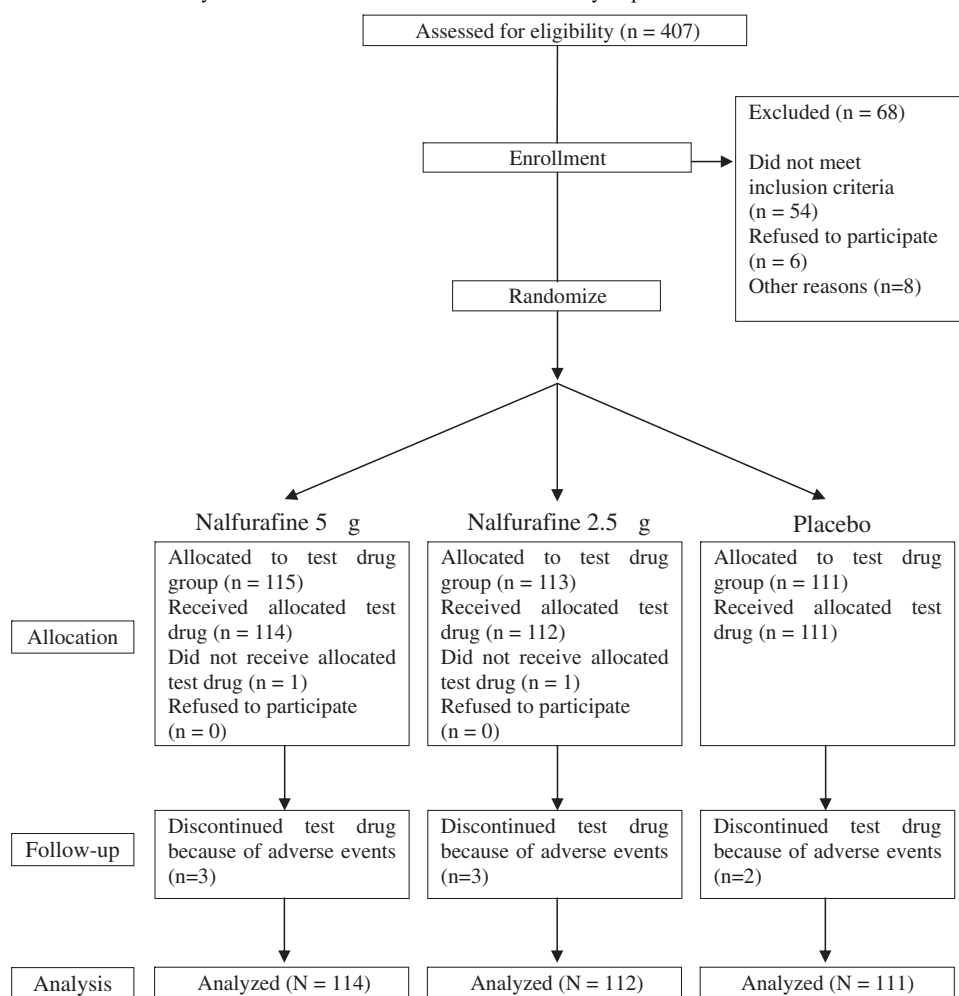 Assessed for eligibility (n = 407)
Excluded (n = 68)
Did not meet
inclusion criteria
(n = 54)
Refused to participate
(n = 6)
Other reasons (n=8)
Enrollment
Randomize
Nalfurafine 5 g
Nalfurafine 2.5 g
Placebo
Allocation
Allocated to test drug
group (n = 115)
Received allocated test
drug (n = 114)
Did not receive allocated
test drug (n = 1)
Refused to participate
(n = 0)
Allocated to test drug
group (n = 113)
Received allocated test
drug (n = 112)
Did not receive allocated
test drug (n = 1)
Refused to participate
(n = 0)
Allocated to test drug
group (n = 111)
Received allocated test
drug (n = 111)
Follow-up
Discontinued test drug
because of adverse events
(n=3)
Discontinued test drug
because of adverse events
(n=3)
Discontinued test drug
because of adverse events
(n=2)
Analysis
Analyzed (N = 114)
Analyzed (N = 112)
Analyzed (N = 111)